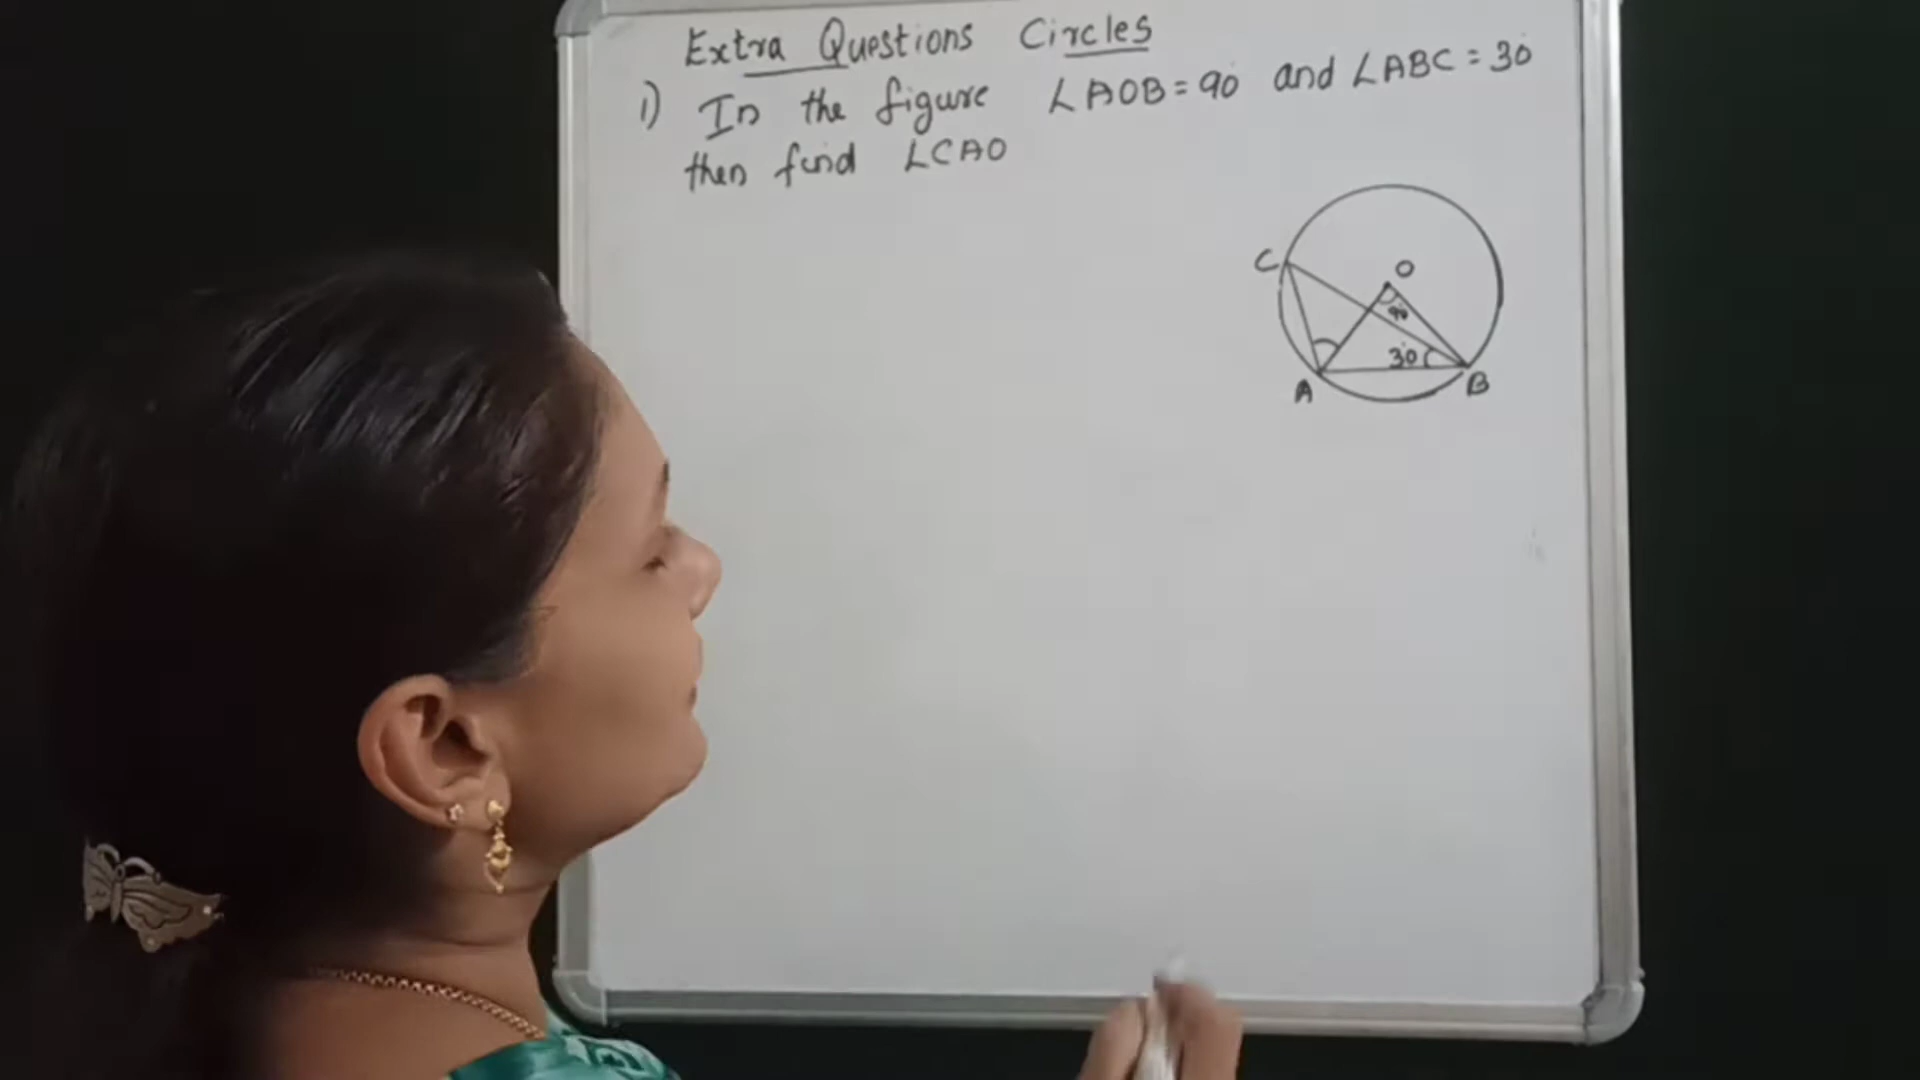 Extra Questions Circles
1) In the figure ∠AOB = 90° and ∠ABC = 30°
then find ∠CAO
C
O
90°
30°
A
B